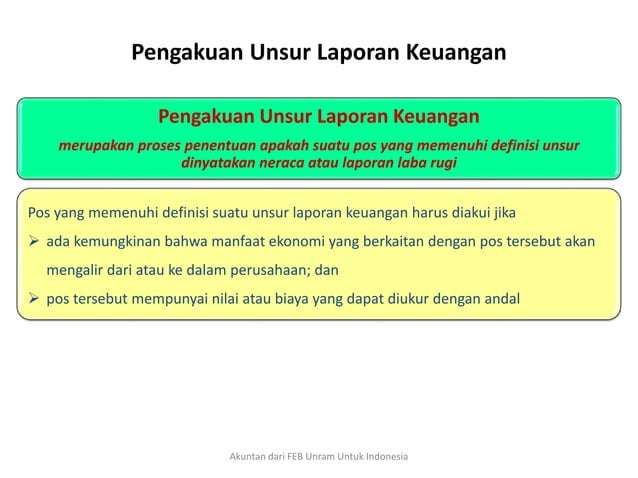 Pengakuan Unsur Laporan Keuangan
Pengakuan Unsur Laporan Keuangan
merupakan proses penentuan apakah suatu pos yang memenuhi definisi unsur
dinyatakan neraca atau laporan laba rugi
Pos yang memenuhi definisi suatu unsur laporan keuangan harus diakui jika
➢ ada kemungkinan bahwa manfaat ekonomi yang berkaitan dengan pos tersebut akan
mengalir dari atau ke dalam perusahaan; dan
➢ pos tersebut mempunyai nilai atau biaya yang dapat diukur dengan andal
Akuntan dari FEB Unram Untuk Indonesia